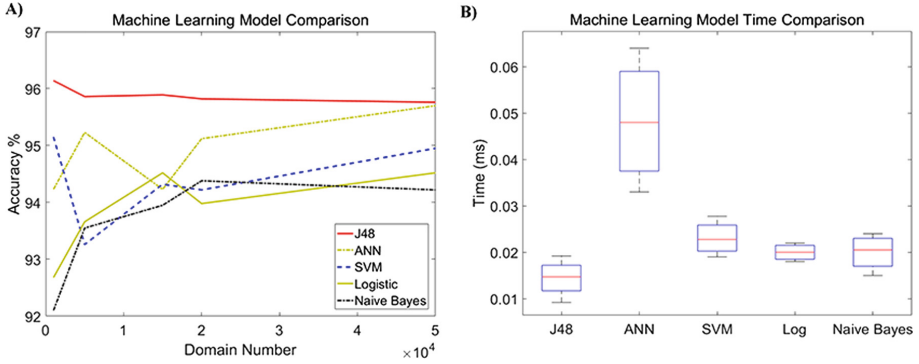 A)
Machine Learning Model Comparison
97
96
95
94
93
92
Accuracy %
J48
ANN
SVM
Logistic
Naive Bayes
0 1 2 3 4 5
×10⁴
Domain Number
B)
Machine Learning Model Time Comparison
0.06
0.05
0.04
0.03
0.02
0.01
Time (ms)
J48 ANN SVM Log Naive Bayes